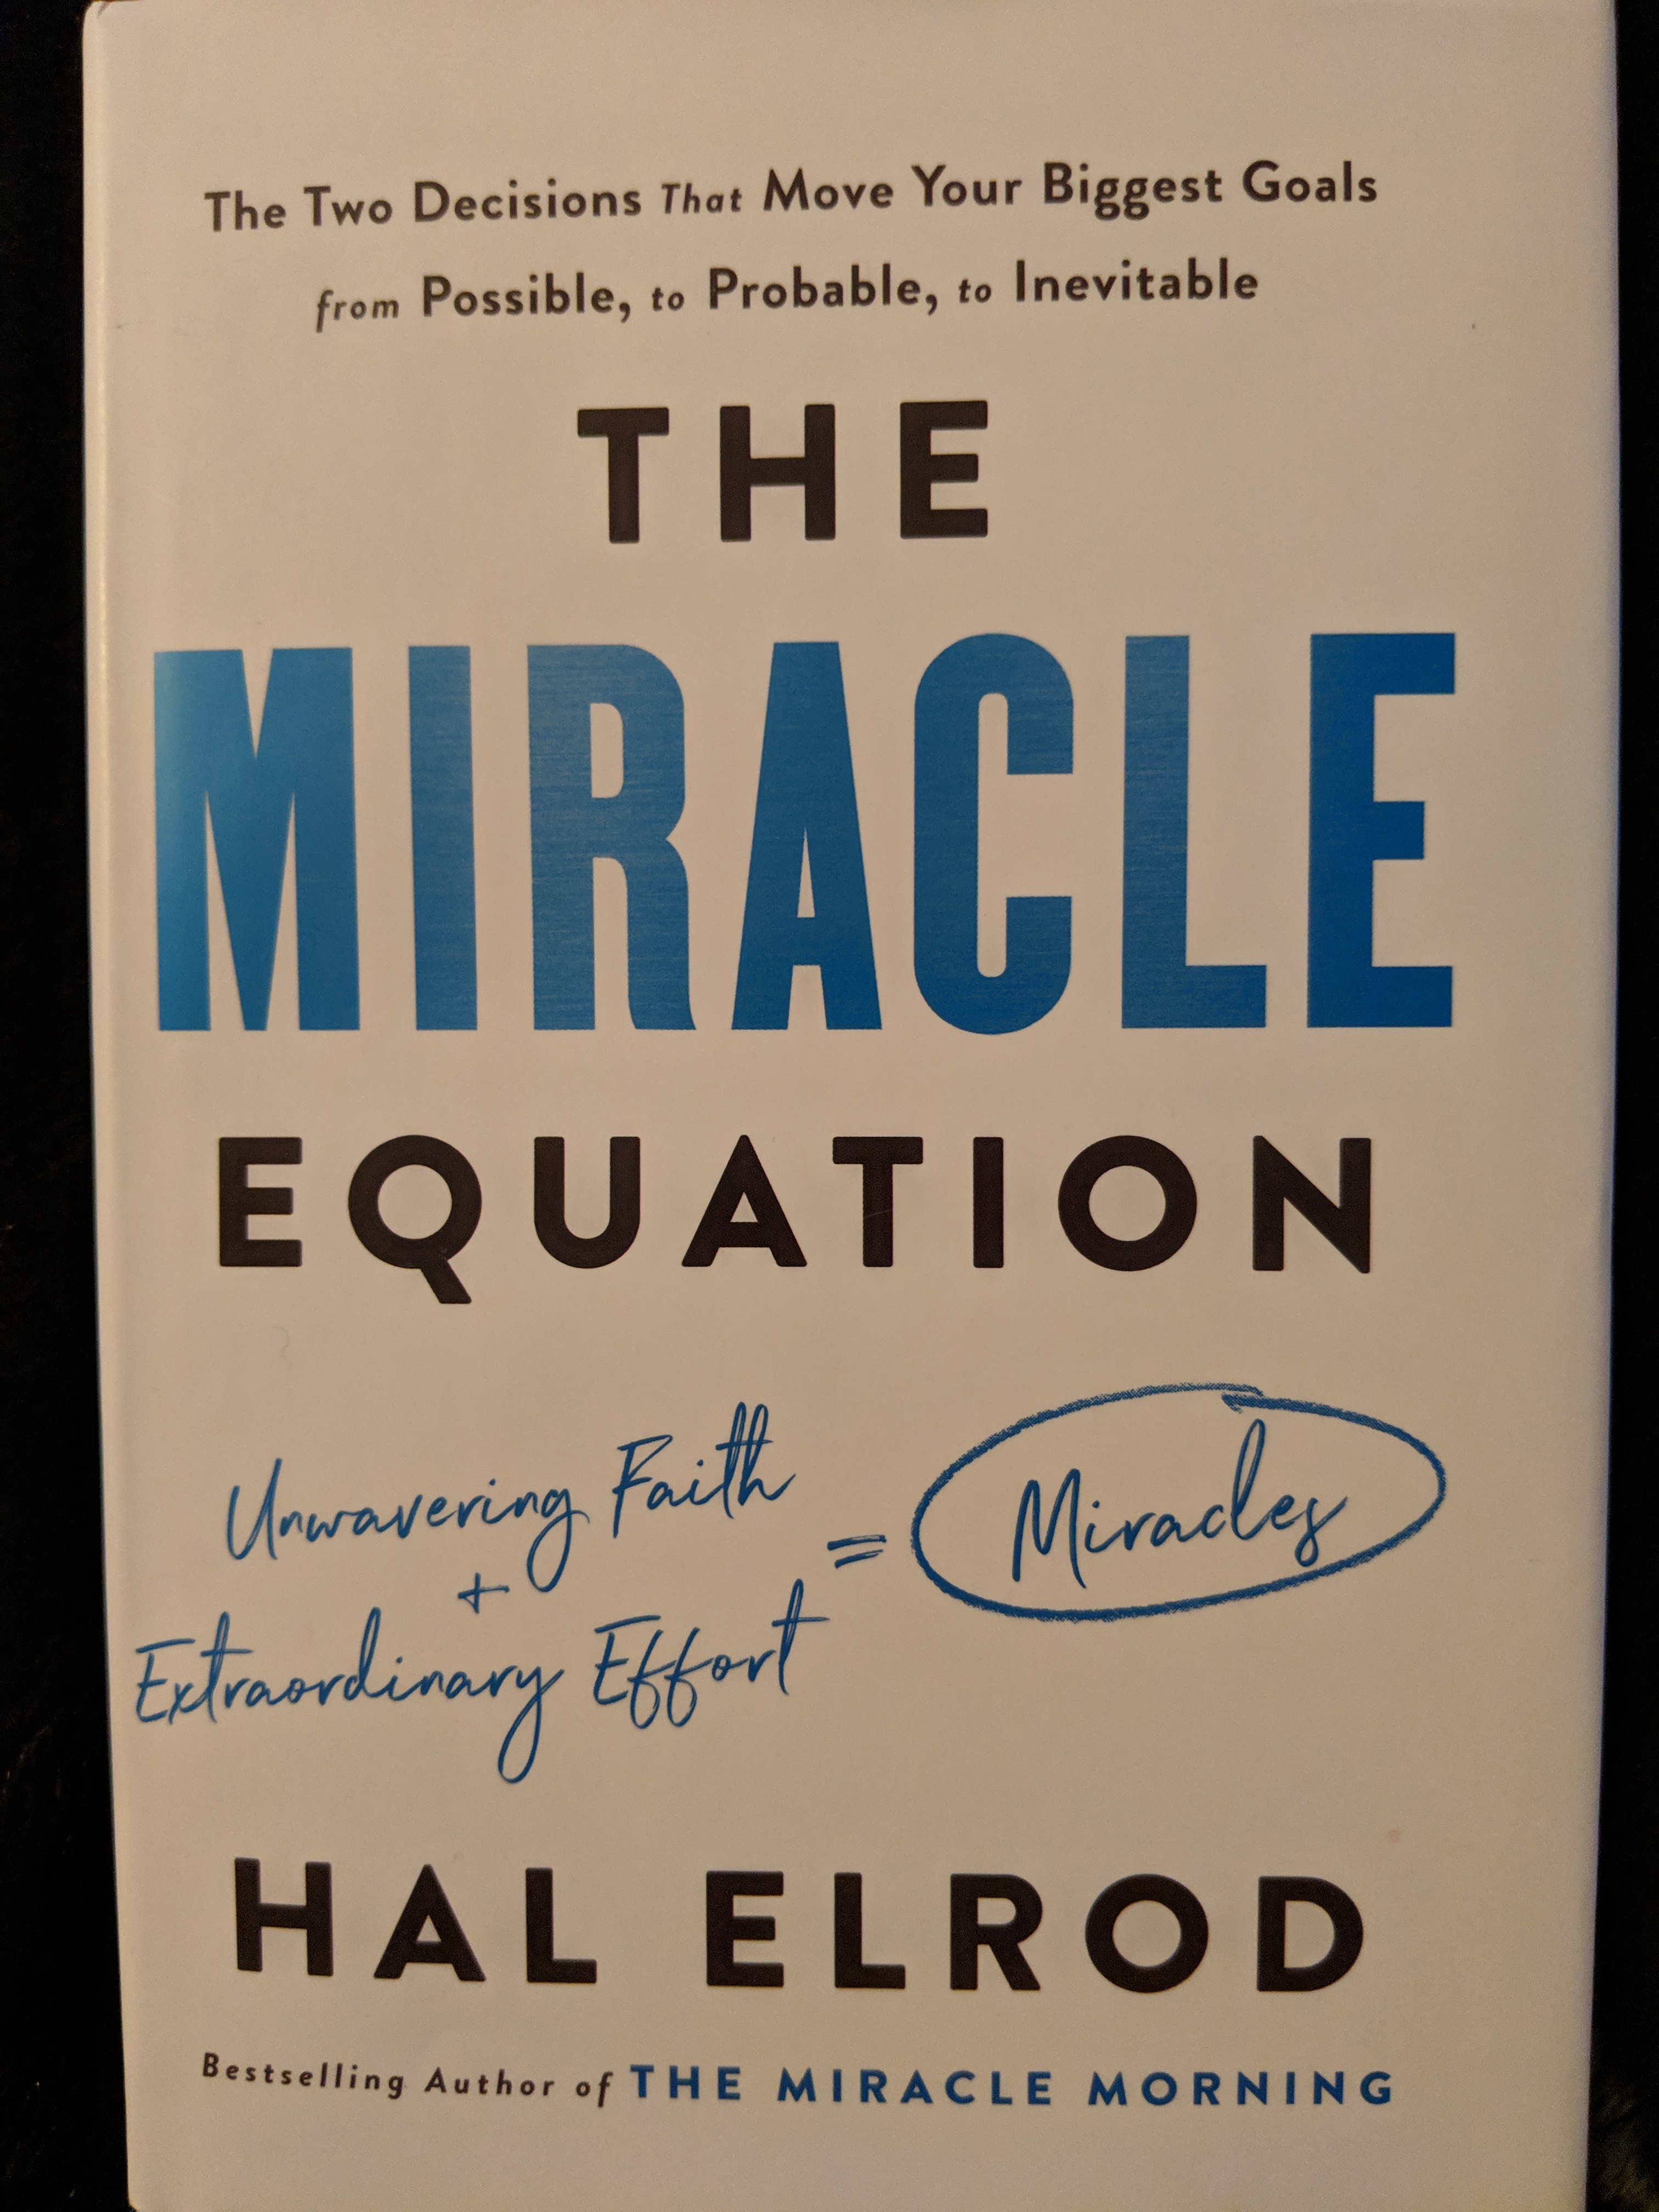 The Two Decisions That Move Your Biggest Goals
from Possible, to Probable, to Inevitable
THE
MIRACLE
EQUATION
Unwavering Faith
+
Extraordinary Effort
= Miracles
HAL ELROD
Bestselling Author of THE MIRACLE MORNING